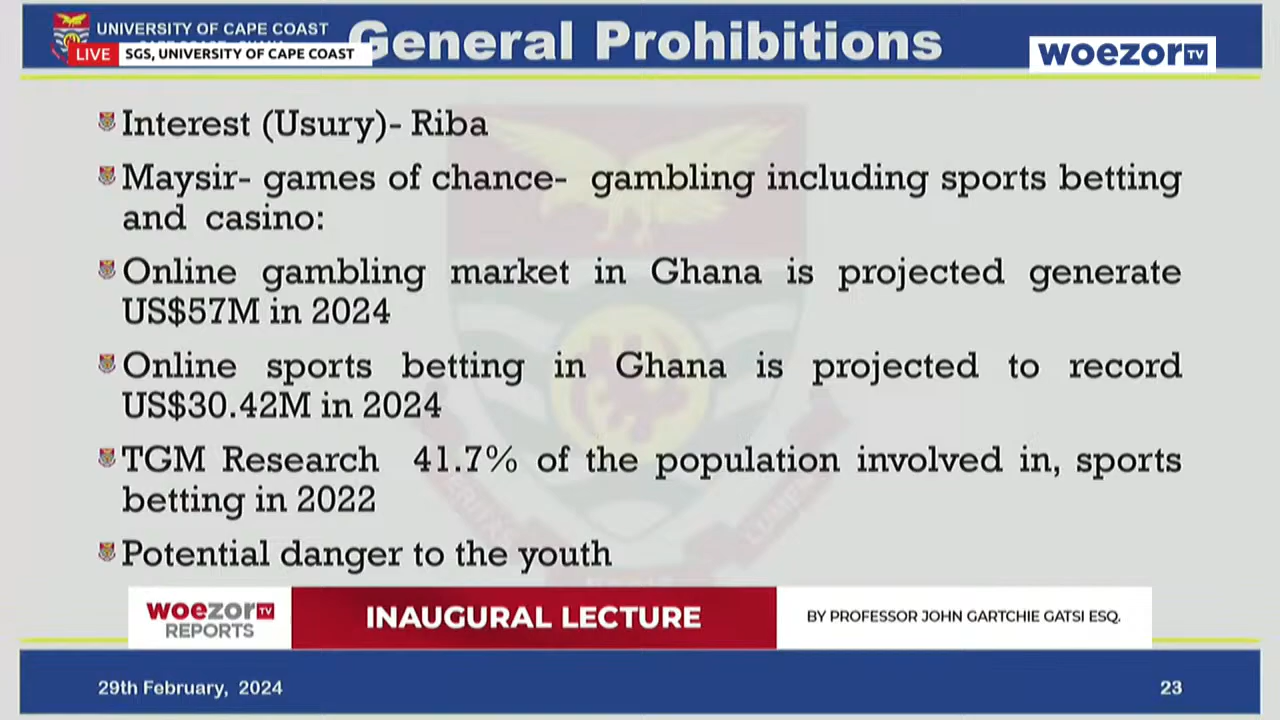 UNIVERSITY OF CAPE COAST
General Prohibitions
LIVE SGS, UNIVERSITY OF CAPE COAST
woezor TV
Interest (Usury)- Riba
Maysir- games of chance- gambling including sports betting
and casino:
Online gambling market in Ghana is projected generate
US$57M in 2024
Online sports betting in Ghana is projected to record
US$30.42M in 2024
TGM Research 41.7% of the population involved in, sports
betting in 2022
Potential danger to the youth
woezor TV
REPORTS
INAUGURAL LECTURE
BY PROFESSOR JOHN GARTCHIE GATSI ESQ.
29th February, 2024
23